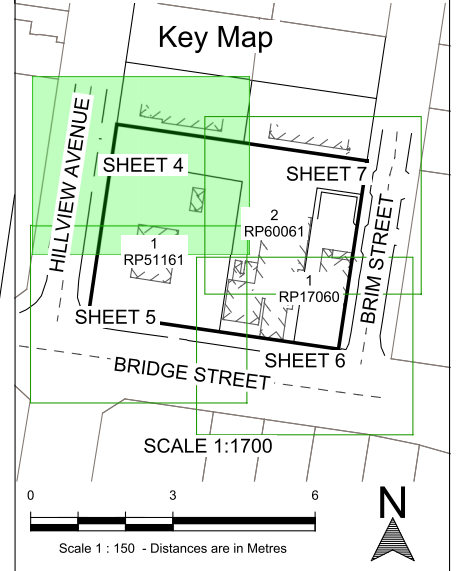 Key Map
HILLVIEW AVENUE
SHEET 4
SHEET 7
2
RP60061
1
RP51161
BRIM STREET
1
RP17060
SHEET 5
SHEET 6
BRIDGE STREET
SCALE 1:1700
0 3 6
Scale 1 : 150 - Distances are in Metres
N